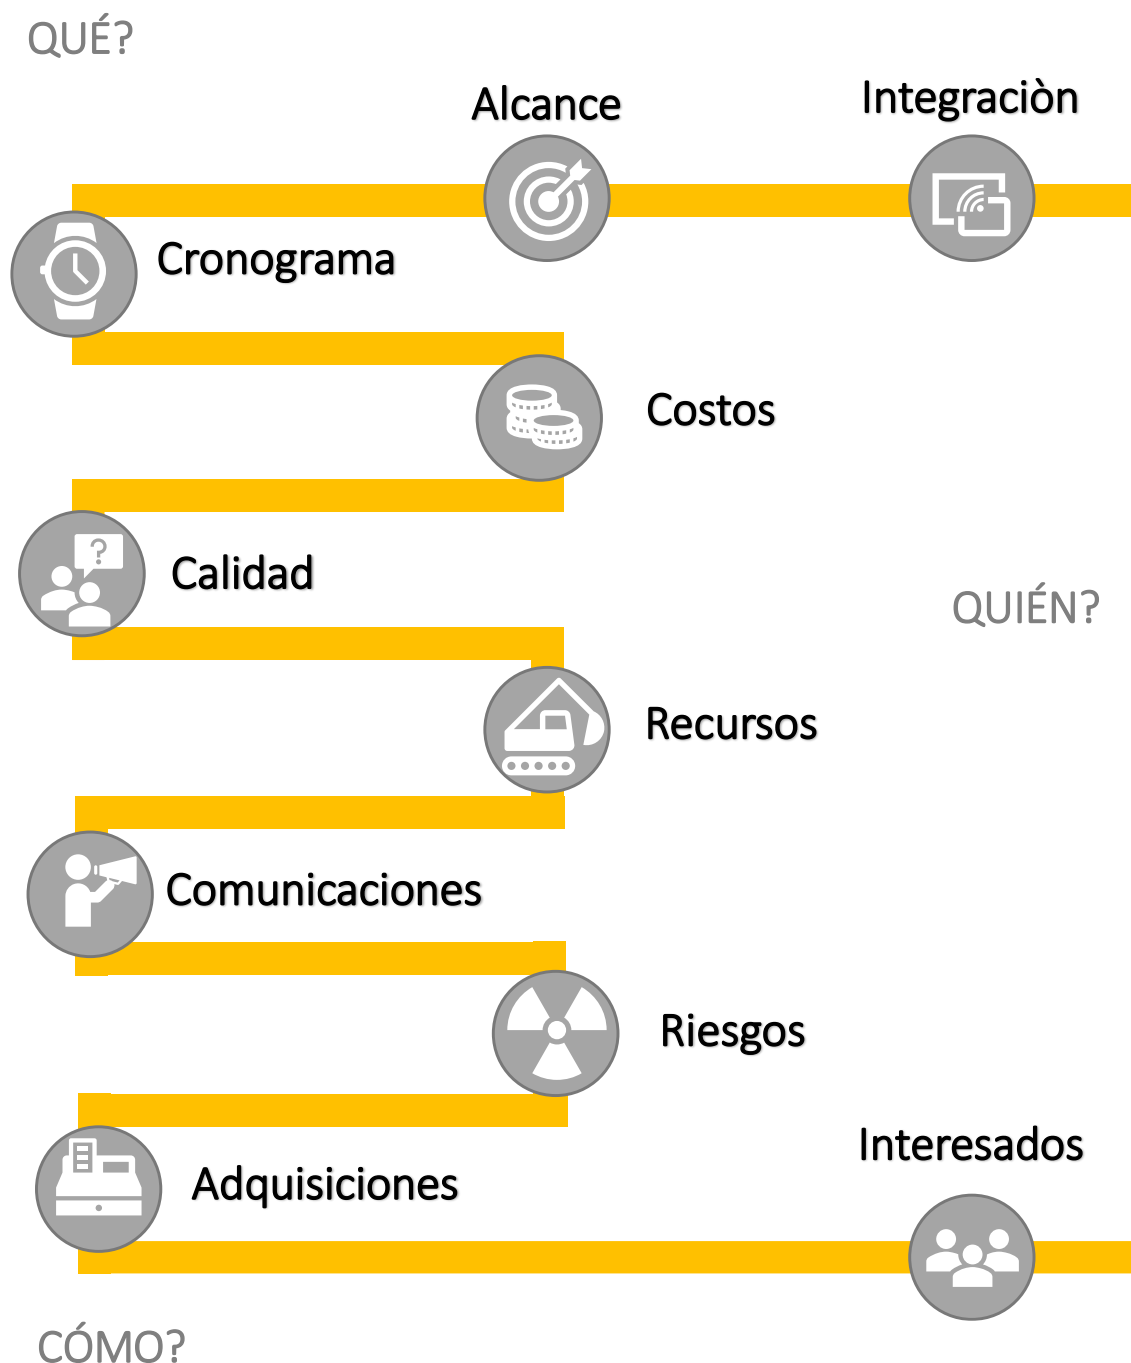 QUÉ?
Alcance
Integraciòn
Cronograma
Costos
Calidad
QUIÉN?
Recursos
Comunicaciones
Riesgos
Interesados
Adquisiciones
CÓMO?